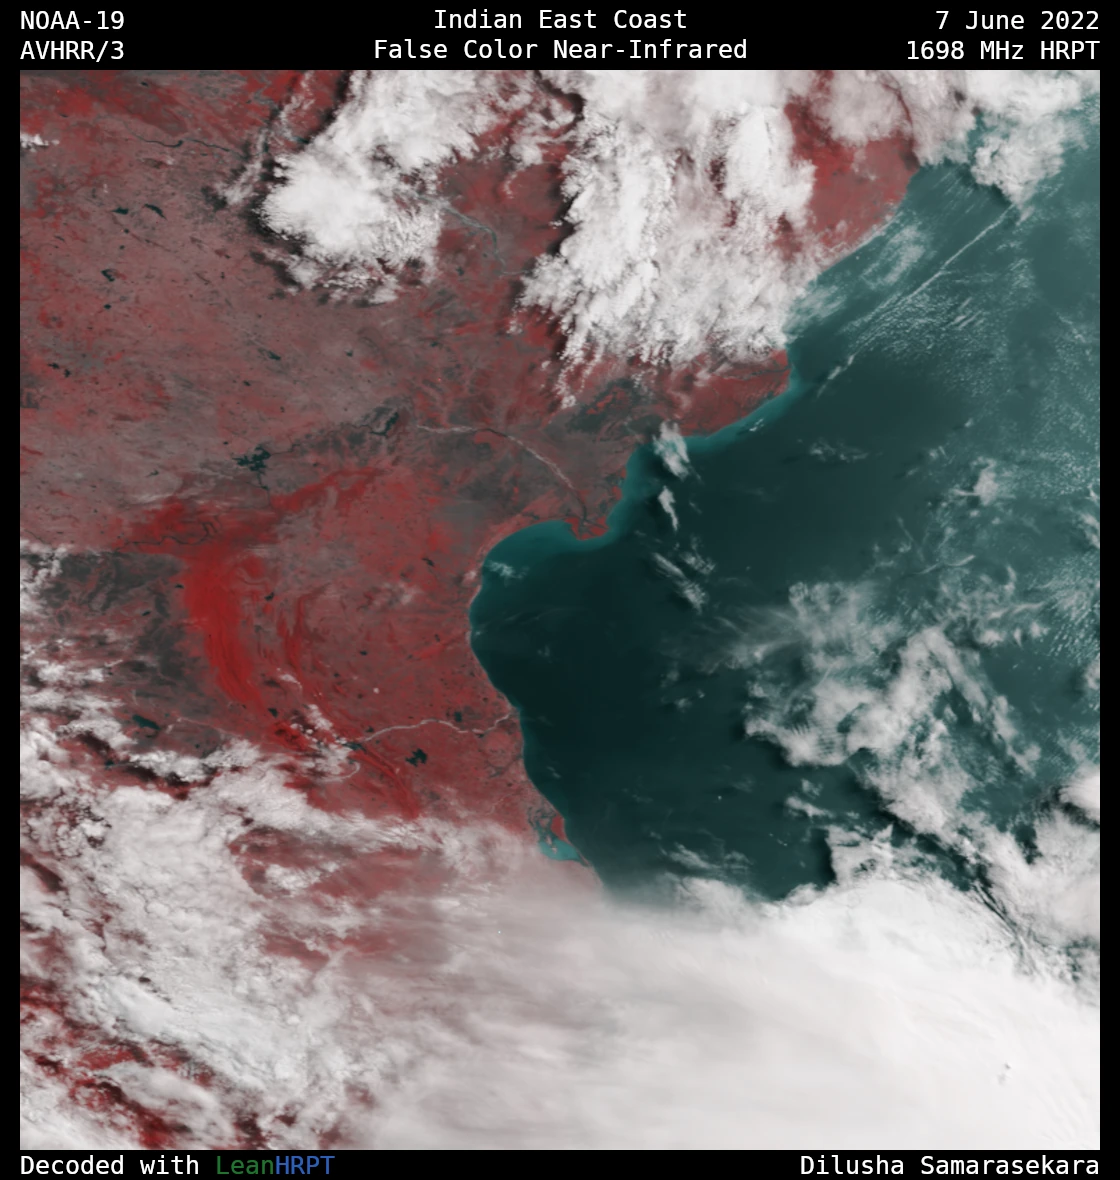 NOAA-19
AVHRR/3
Indian East Coast
False Color Near-Infrared
7 June 2022
1698 MHz HRPT
Decoded with LeanHRPT
Dilusha Samarasekara